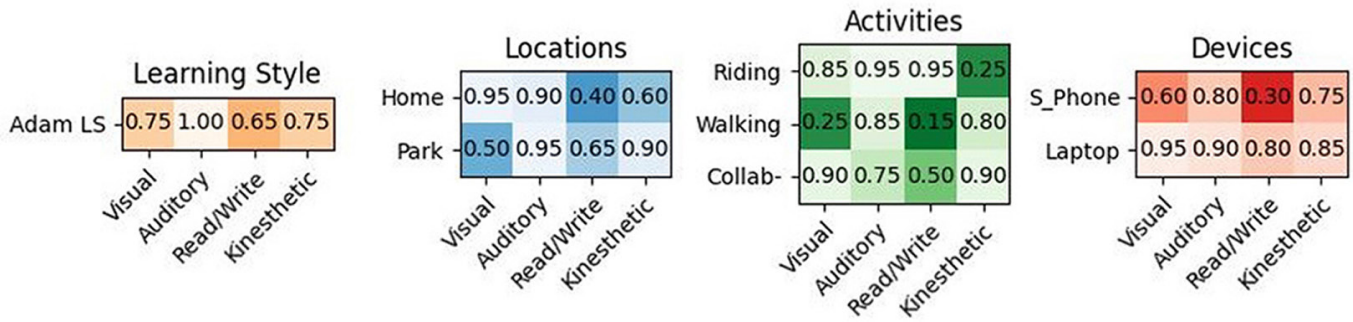 Learning Style
Adam LS 0.75 1.00 0.65 0.75
Visual Auditory Read/Write Kinesthetic
Locations
Home 0.95 0.90 0.40 0.60
Park 0.50 0.95 0.65 0.90
Visual Auditory Read/Write Kinesthetic
Activities
Riding 0.85 0.95 0.95 0.25
Walking 0.25 0.85 0.15 0.80
Collab- 0.90 0.75 0.50 0.90
Visual Auditory Read/Write Kinesthetic
Devices
S_Phone 0.60 0.80 0.30 0.75
Laptop 0.95 0.90 0.80 0.85
Visual Auditory Read/Write Kinesthetic